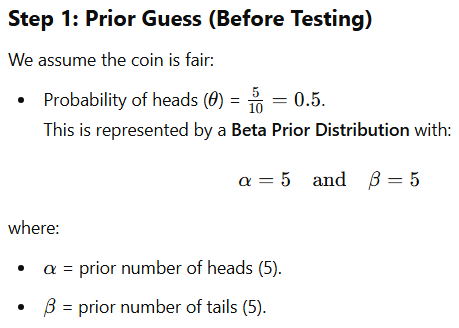 Step 1: Prior Guess (Before Testing)
We assume the coin is fair:
• Probability of heads (θ) = 5/10 = 0.5.
This is represented by a Beta Prior Distribution with:
α = 5 and β = 5
where:
• α = prior number of heads (5).
• β = prior number of tails (5).